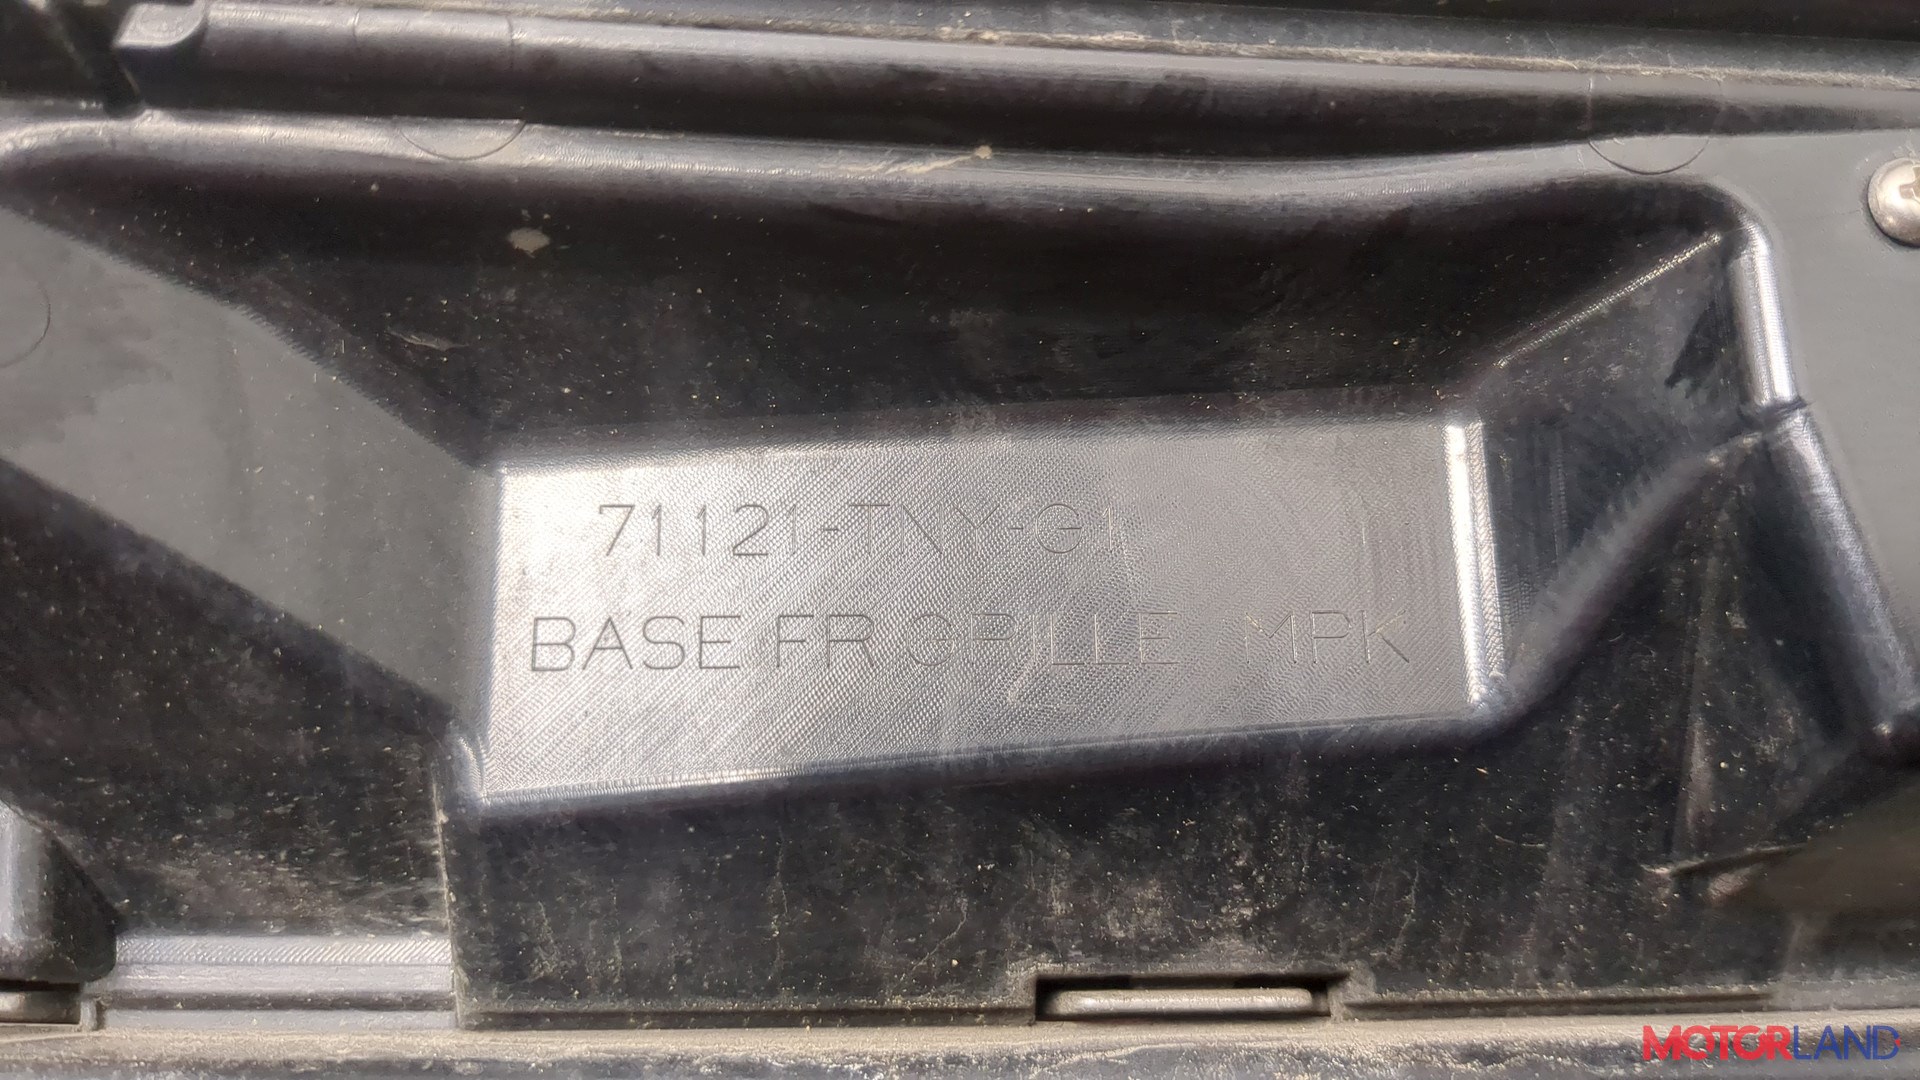 71121-TNY-G1
BASE FR GRILLE MPK
MOTORLAND